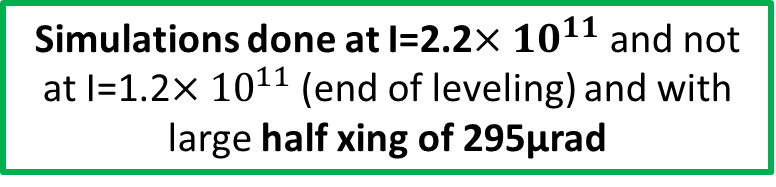 Simulations done at I=2.2× 10¹¹ and not
at I=1.2× 10¹¹ (end of leveling) and with
large half xing of 295μrad